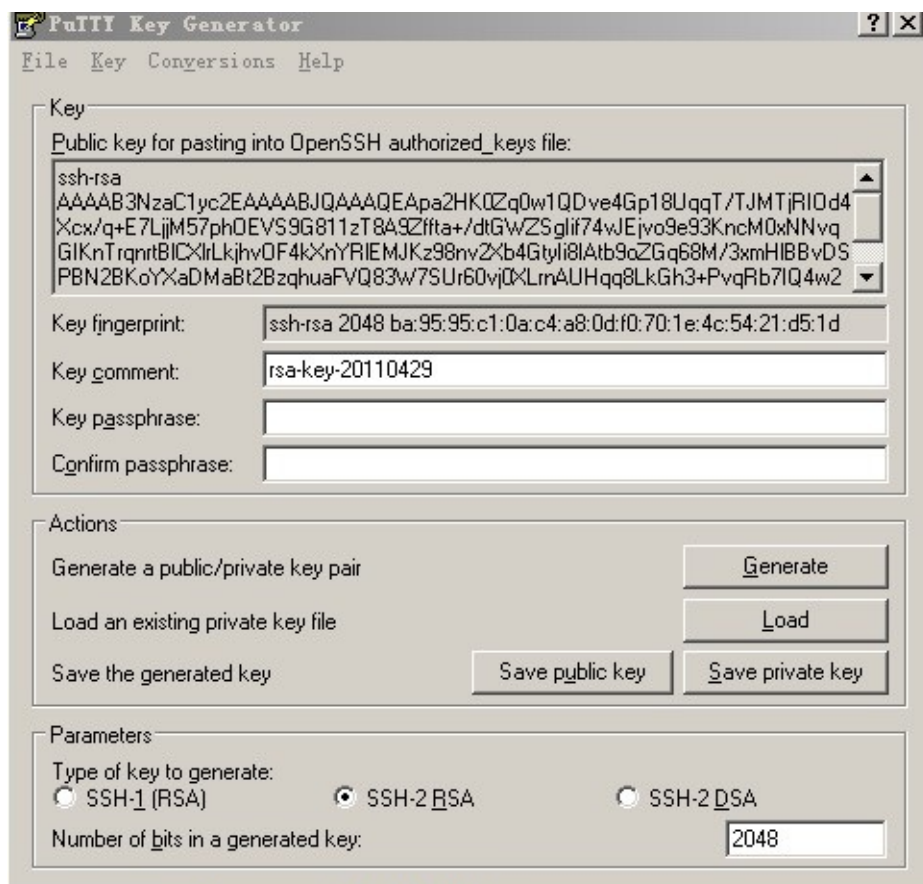 PuTTY Key Generator
File Key Conversions Help
Key
Public key for pasting into OpenSSH authorized_keys file:
ssh-rsa
AAAAB3NzaC1yc2EAAAABJQAAAQEApa2HK0Zq0w1QDve4Gp18UqqT/TJMTjRIOd4
Xcx/q+E7LjjM57phOEVS9G811zT8A9Zffta+/dtGWZSglif74wJEjvo9e93KncM0xNNvq
GIKnTrqnrtBlCXlrLkjhvOF4kXnYRIEMJKz98nv2Xb4Gtyli8lAtb9oZGq68M/3xmHlBBvDS
PBN2BKoYXaDMaBt2BzqhuaFVQ83W7SUr60vj0XLrnAUHqq8LkGh3+PvqRb7IQ4w2
Key fingerprint: ssh-rsa 2048 ba:95:95:c1:0a:c4:a8:0d:f0:70:1e:4c:54:21:d5:1d
Key comment: rsa-key-20110429
Key passphrase:
Confirm passphrase:
Actions
Generate a public/private key pair Generate
Load an existing private key file Load
Save the generated key Save public key Save private key
Parameters
Type of key to generate:
SSH-1 (RSA) SSH-2 RSA SSH-2 DSA
Number of bits in a generated key: 2048